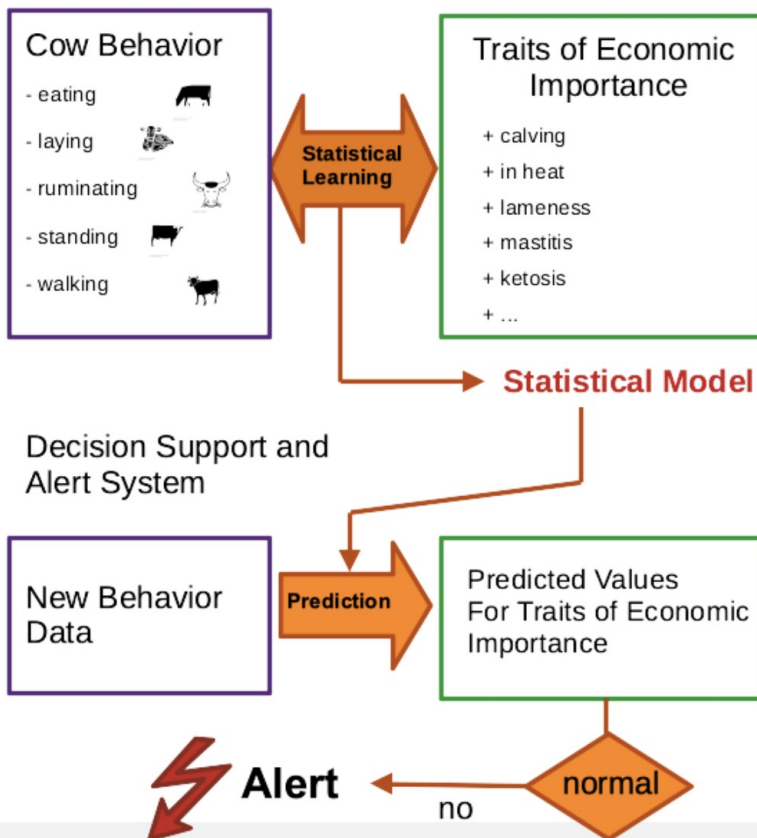 Cow Behavior
- eating
- laying
- ruminating
- standing
- walking
Statistical
Learning
Traits of Economic
Importance
+ calving
+ in heat
+ lameness
+ mastitis
+ ketosis
+ ...
Statistical Model
Decision Support and
Alert System
New Behavior
Data
Prediction
Predicted Values
For Traits of Economic
Importance
normal
no
Alert